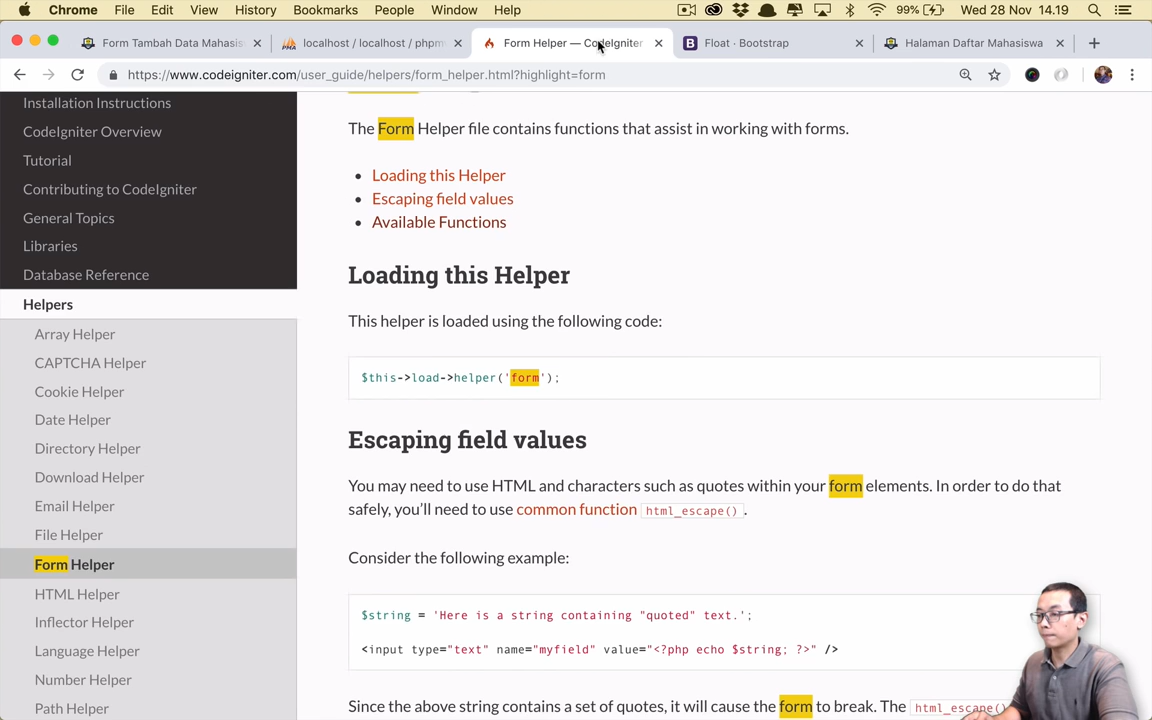 Chrome File Edit View History Bookmarks People Window Help 99% Wed 28 Nov 14.19
Form Tambah Data Mahasis
localhost / localhost / phpm
Form Helper — CodeIgniter
Float · Bootstrap
Halaman Daftar Mahasiswa
https://www.codeigniter.com/user_guide/helpers/form_helper.html?highlight=form
Installation Instructions
CodeIgniter Overview
Tutorial
Contributing to CodeIgniter
General Topics
Libraries
Database Reference
Helpers
Array Helper
CAPTCHA Helper
Cookie Helper
Date Helper
Directory Helper
Download Helper
Email Helper
File Helper
Form Helper
HTML Helper
Inflector Helper
Language Helper
Number Helper
Path Helper
The Form Helper file contains functions that assist in working with forms.
Loading this Helper
Escaping field values
Available Functions
Loading this Helper
This helper is loaded using the following code:
$this->load->helper('form');
Escaping field values
You may need to use HTML and characters such as quotes within your form elements. In order to do that
safely, you'll need to use common function html_escape().
Consider the following example:
$string = 'Here is a string containing "quoted" text.';
<input type="text" name="myfield" value="<?php echo $string; ?>" />
Since the above string contains a set of quotes, it will cause the form to break. The html_escape()